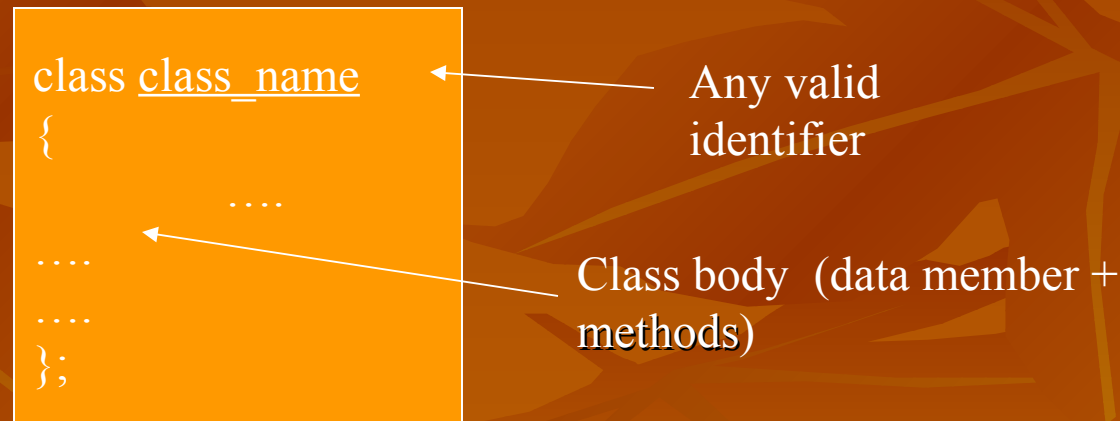 class class_name
{
….
….
….
};
Any valid
identifier
Class body (data member +
methods)